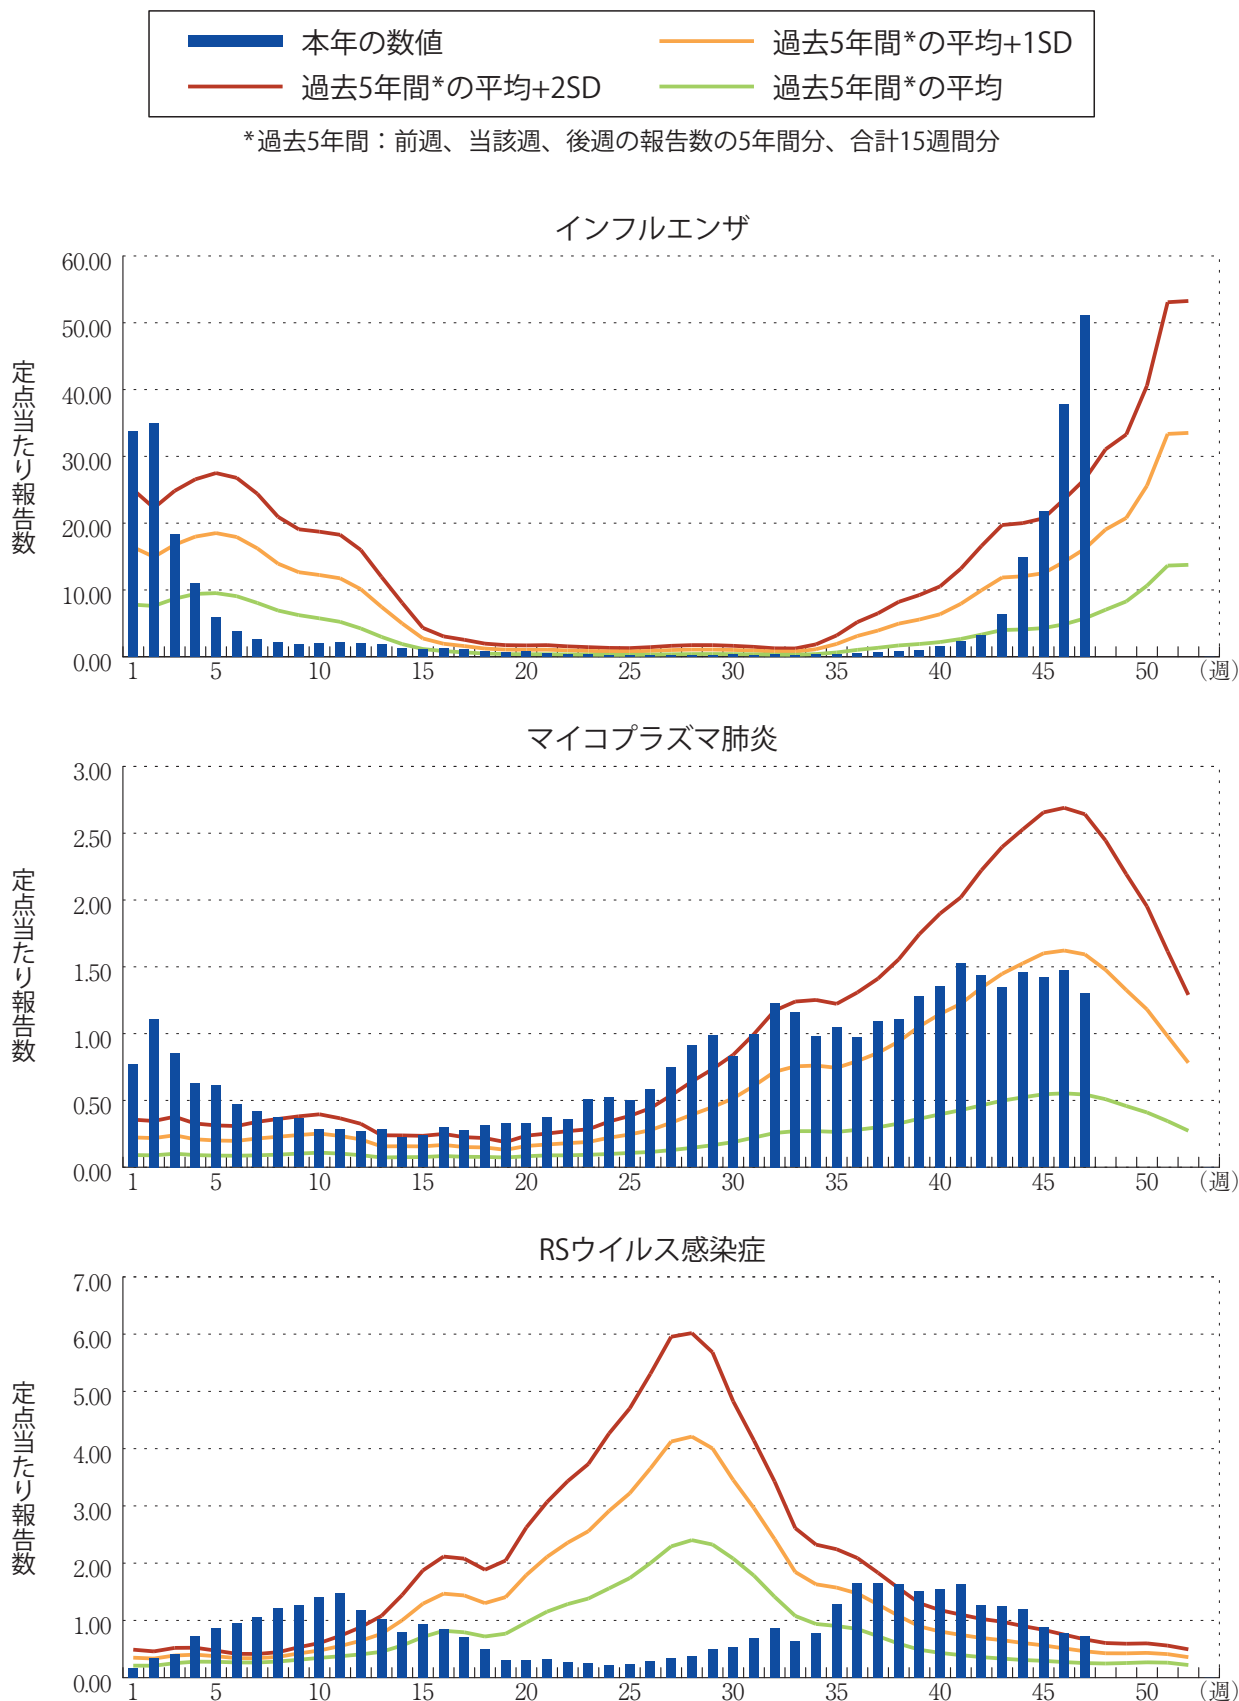 本年の数値
過去5年間*の平均+1SD
過去5年間*の平均+2SD
過去5年間*の平均
*過去5年間：前週、当該週、後週の報告数の5年間分、合計15週間分
インフルエンザ
定点当たり報告数
60.00
50.00
40.00
30.00
20.00
10.00
0.00
1 5 10 15 20 25 30 35 40 45 50 （週）
マイコプラズマ肺炎
定点当たり報告数
3.00
2.50
2.00
1.50
1.00
0.50
0.00
1 5 10 15 20 25 30 35 40 45 50 （週）
RSウイルス感染症
定点当たり報告数
7.00
6.00
5.00
4.00
3.00
2.00
1.00
0.00
1 5 10 15 20 25 30 35 40 45 50 （週）